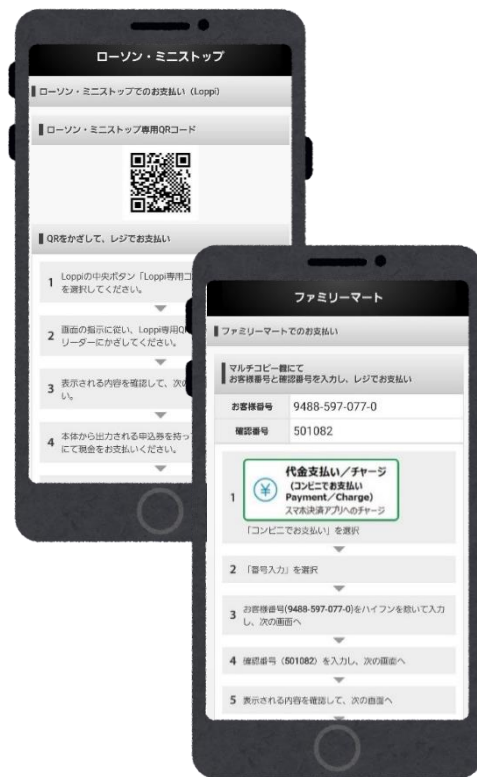 ローソン・ミニストップ
ローソン・ミニストップでのお支払い（Loppi）
ローソン・ミニストップ専用QRコード
QRをかざして、レジでお支払い
1 Loppiの中央ボタン「Loppi専用コ
を選択してください。
2 画面の指示に従い、Loppi専用QR
リーダーにかざしてください。
3 表示される内容を確認して、次の
い。
4 本体から出力される申込券を持っ
にて現金をお支払いください。
ファミリーマート
ファミリーマートでのお支払い
マルチコピー機にて
お客様番号と確認番号を入力し、レジでお支払い
お客様番号 9488-597-077-0
確認番号 501082
1 代金支払い／チャージ
（コンビニでお支払い
Payment／Charge）
スマホ決済アプリへのチャージ
「コンビニでお支払い」を選択
2 「番号入力」を選択
3 お客様番号(9488-597-077-0)をハイフンを除いて入力
し、次の画面へ
4 確認番号（501082）を入力し、次の画面へ
5 表示される内容を確認して、次の画面へ